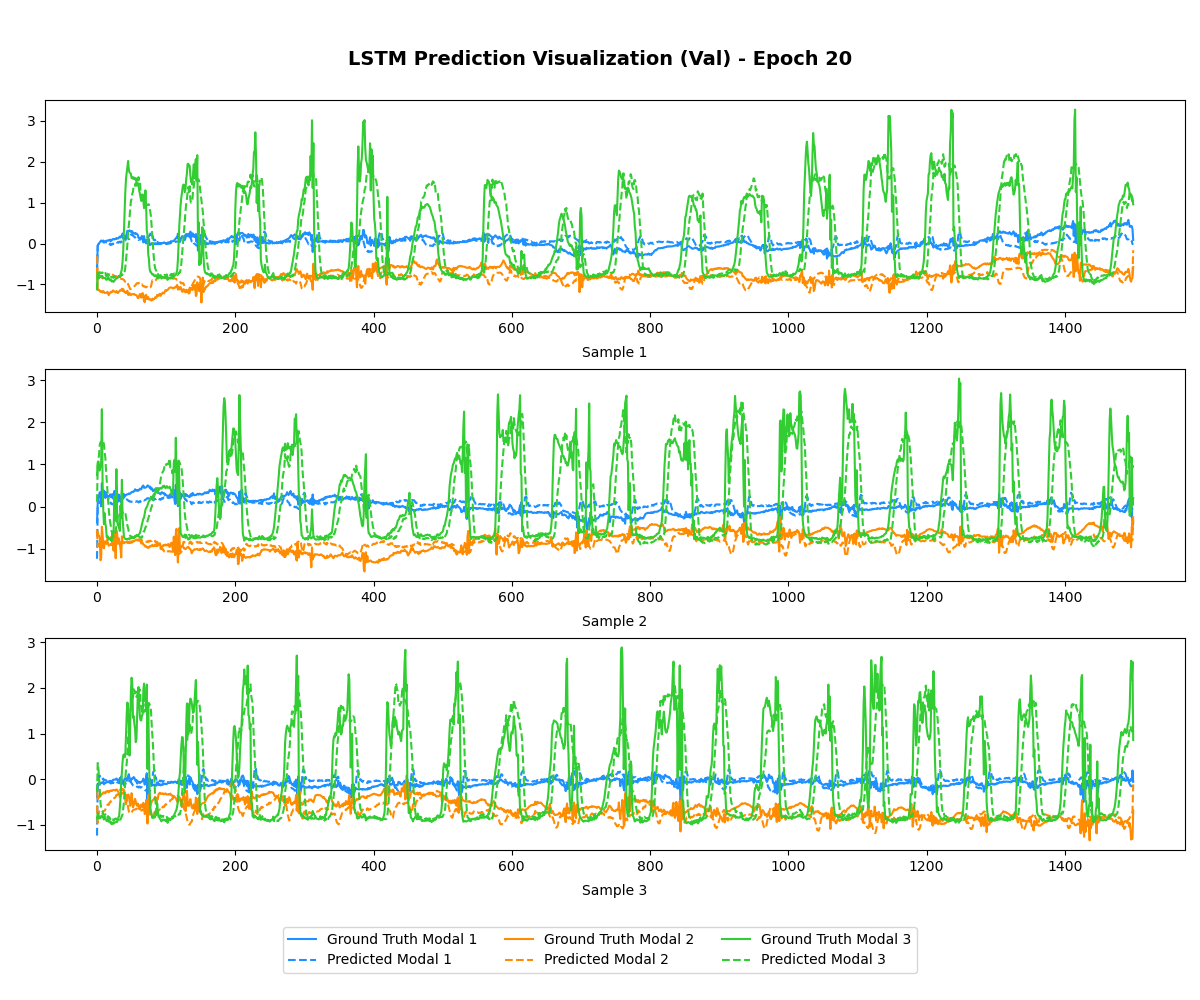 LSTM Prediction Visualization (Val) - Epoch 20
3
2
1
0
−1
0 200 400 600 800 1000 1200 1400
Sample 1
3
2
1
0
−1
0 200 400 600 800 1000 1200 1400
Sample 2
3
2
1
0
−1
0 200 400 600 800 1000 1200 1400
Sample 3
Ground Truth Modal 1 Ground Truth Modal 2 Ground Truth Modal 3
Predicted Modal 1 Predicted Modal 2 Predicted Modal 3